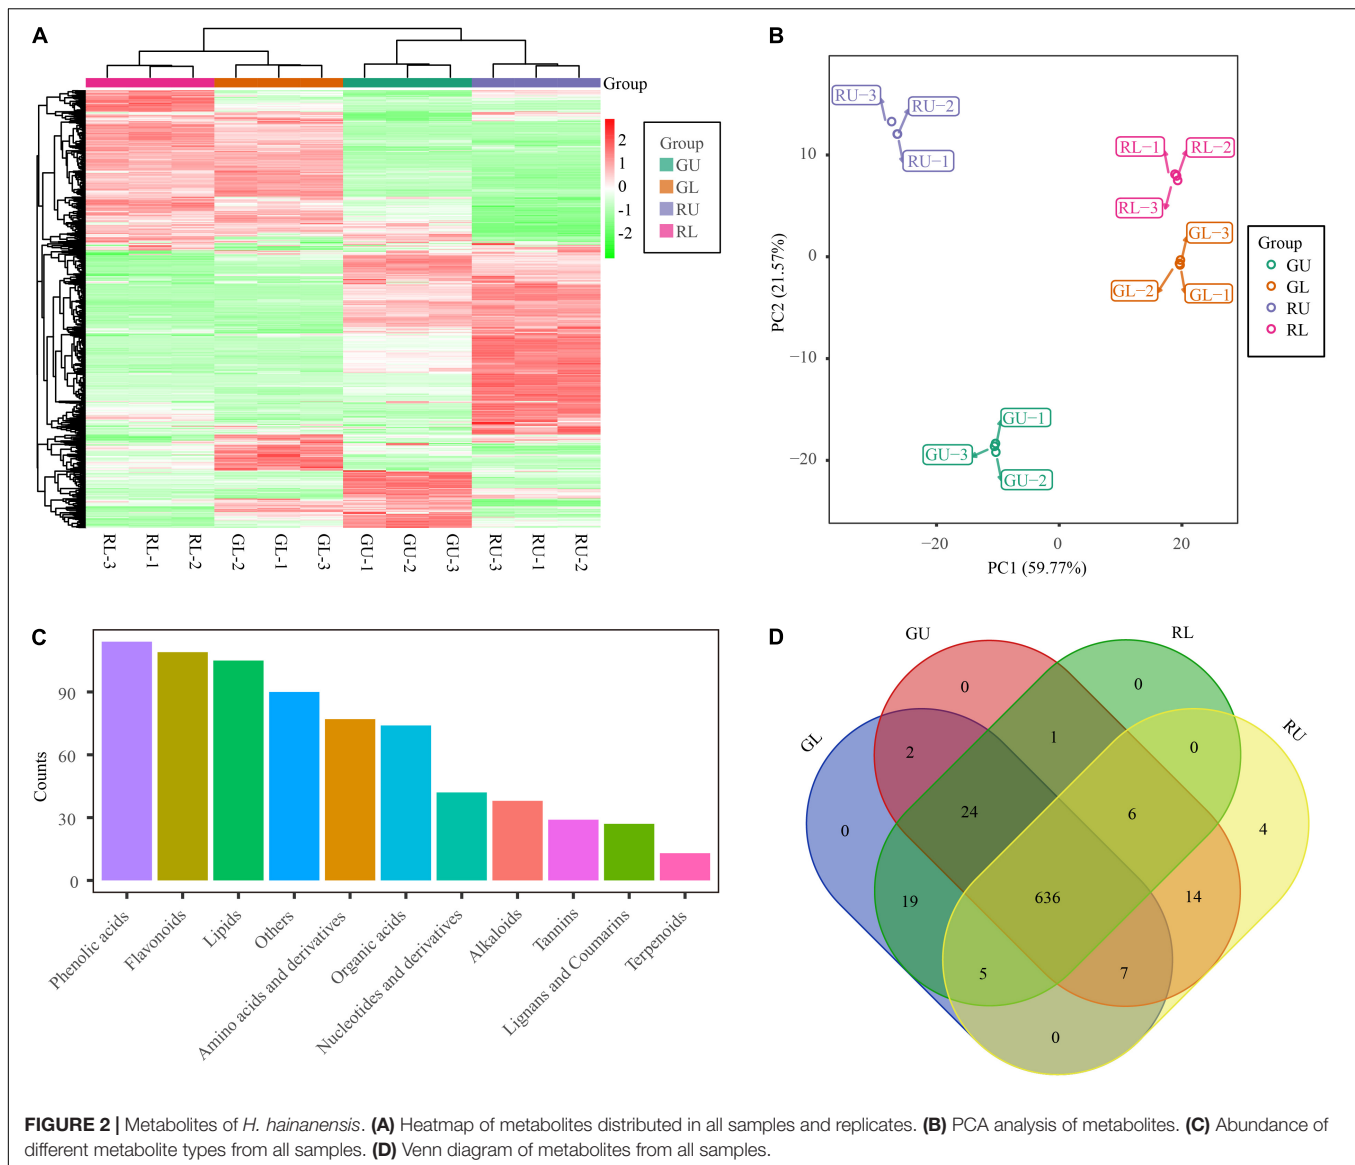 A
Group
2
1
0
-1
-2
Group
GU
GL
RU
RL
RL-3
RL-1
RL-2
GL-2
GL-1
GL-3
GU-1
GU-2
GU-3
RU-3
RU-1
RU-2
B
PC2 (21.57%)
10
0
−10
−20
RU−3
RU−2
RU−1
RL−1
RL−2
RL−3
GL−3
GL−2
GL−1
GU−1
GU−3
GU−2
−20
0
20
PC1 (59.77%)
Group
GU
GL
RU
RL
C
Counts
90
60
30
0
Phenolic acids
Flavonoids
Lipids
Others
Amino acids and derivatives
Organic acids
Nucleotides and derivatives
Alkaloids
Tannins
Lignans and Coumarins
Terpenoids
D
GU
RL
GL
RU
0
0
2
1
0
0
24
6
4
19
636
14
5
7
0
FIGURE 2 | Metabolites of H. hainanensis. (A) Heatmap of metabolites distributed in all samples and replicates. (B) PCA analysis of metabolites. (C) Abundance of
different metabolite types from all samples. (D) Venn diagram of metabolites from all samples.